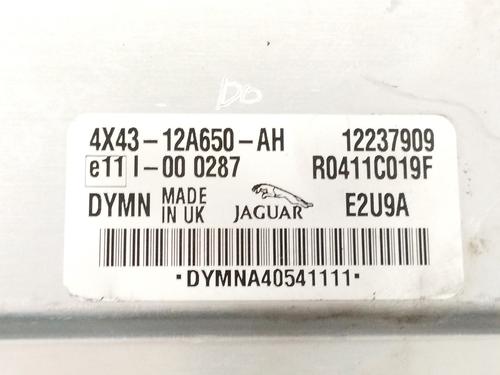 DO
4X43-12A650-AH 12237909
e11 I-00 0287 R0411C019F
DYMN MADE IN UK JAGUAR E2U9A
·DYMNA40541111·